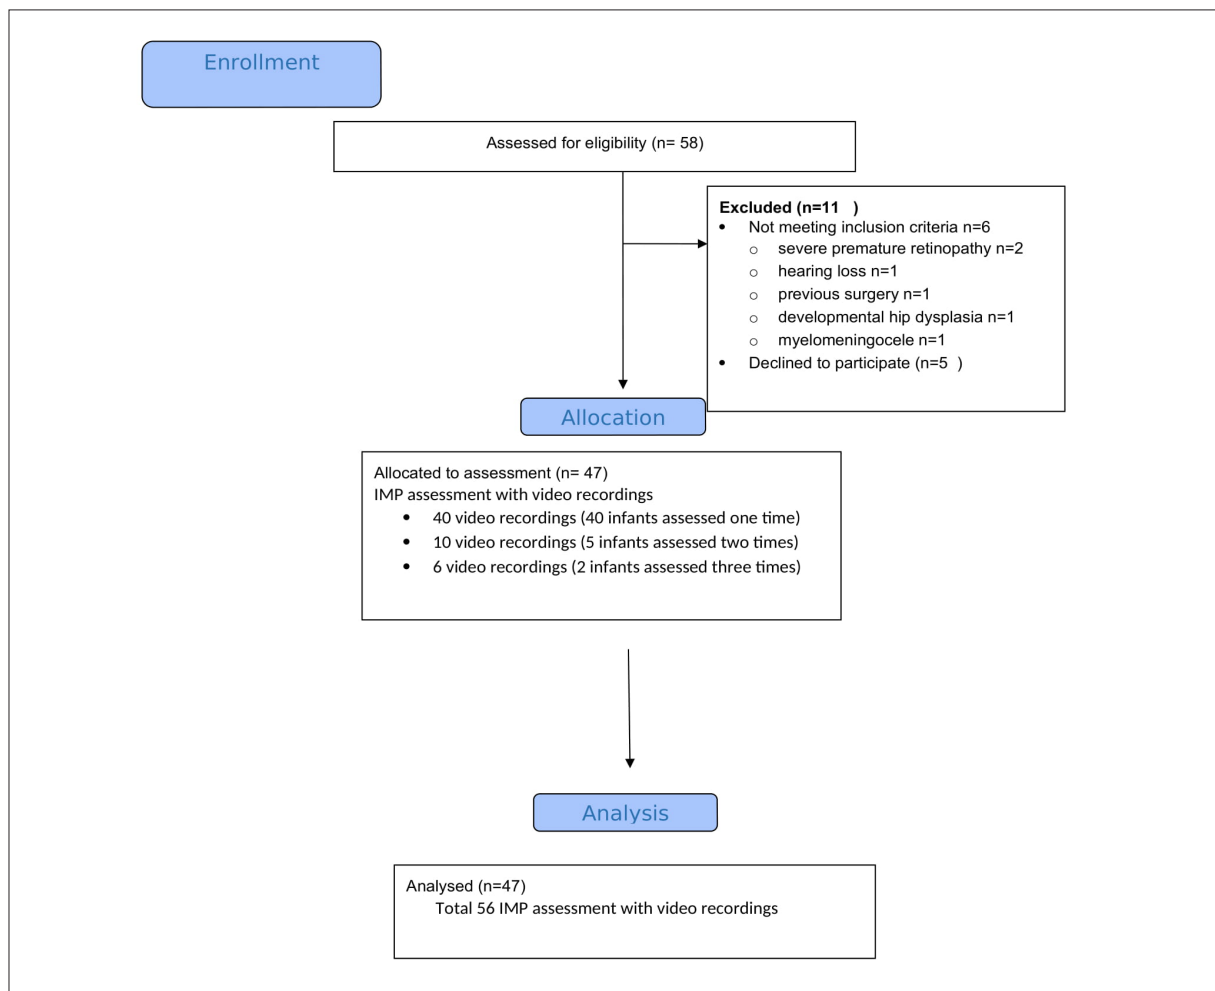 Enrollment
Assessed for eligibility (n= 58)
Excluded (n=11 )
• Not meeting inclusion criteria n=6
o severe premature retinopathy n=2
o hearing loss n=1
o previous surgery n=1
o developmental hip dysplasia n=1
o myelomeningocele n=1
• Declined to participate (n=5 )
Allocation
Allocated to assessment (n= 47)
IMP assessment with video recordings
• 40 video recordings (40 infants assessed one time)
• 10 video recordings (5 infants assessed two times)
• 6 video recordings (2 infants assessed three times)
Analysis
Analysed (n=47)
Total 56 IMP assessment with video recordings